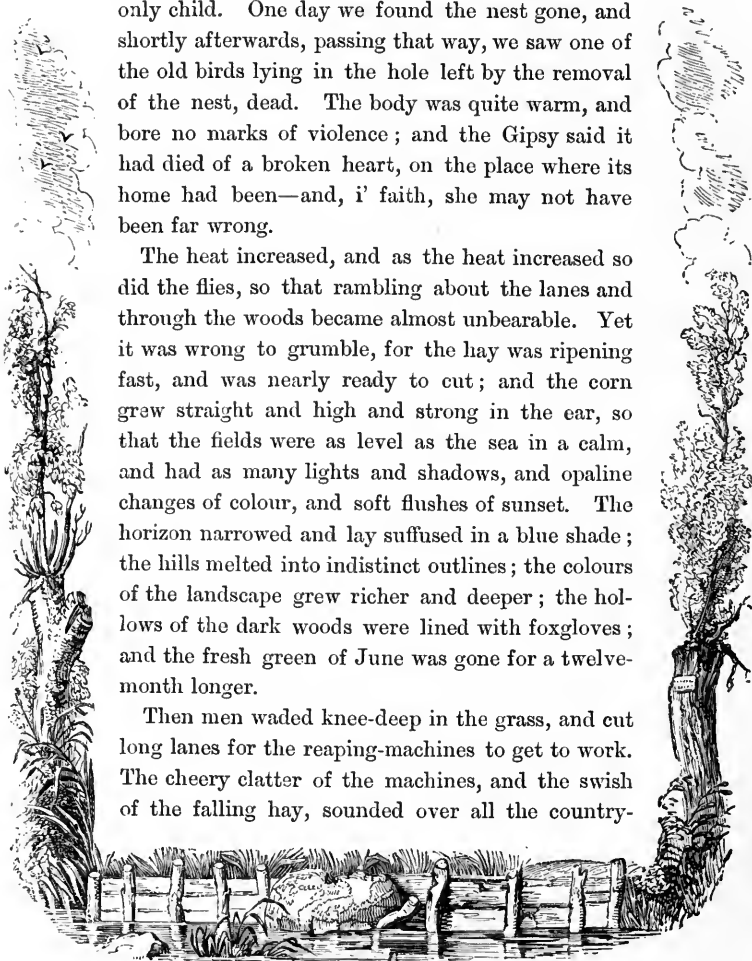 only child. One day we found the nest gone, and
shortly afterwards, passing that way, we saw one of
the old birds lying in the hole left by the removal
of the nest, dead. The body was quite warm, and
bore no marks of violence; and the Gipsy said it
had died of a broken heart, on the place where its
home had been—and, i' faith, she may not have
been far wrong.
The heat increased, and as the heat increased so
did the flies, so that rambling about the lanes and
through the woods became almost unbearable. Yet
it was wrong to grumble, for the hay was ripening
fast, and was nearly ready to cut; and the corn
grew straight and high and strong in the ear, so
that the fields were as level as the sea in a calm,
and had as many lights and shadows, and opaline
changes of colour, and soft flushes of sunset. The
horizon narrowed and lay suffused in a blue shade;
the hills melted into indistinct outlines; the colours
of the landscape grew richer and deeper; the hol-
lows of the dark woods were lined with foxgloves;
and the fresh green of June was gone for a twelve-
month longer.
Then men waded knee-deep in the grass, and cut
long lanes for the reaping-machines to get to work.
The cheery clatter of the machines, and the swish
of the falling hay, sounded over all the country-